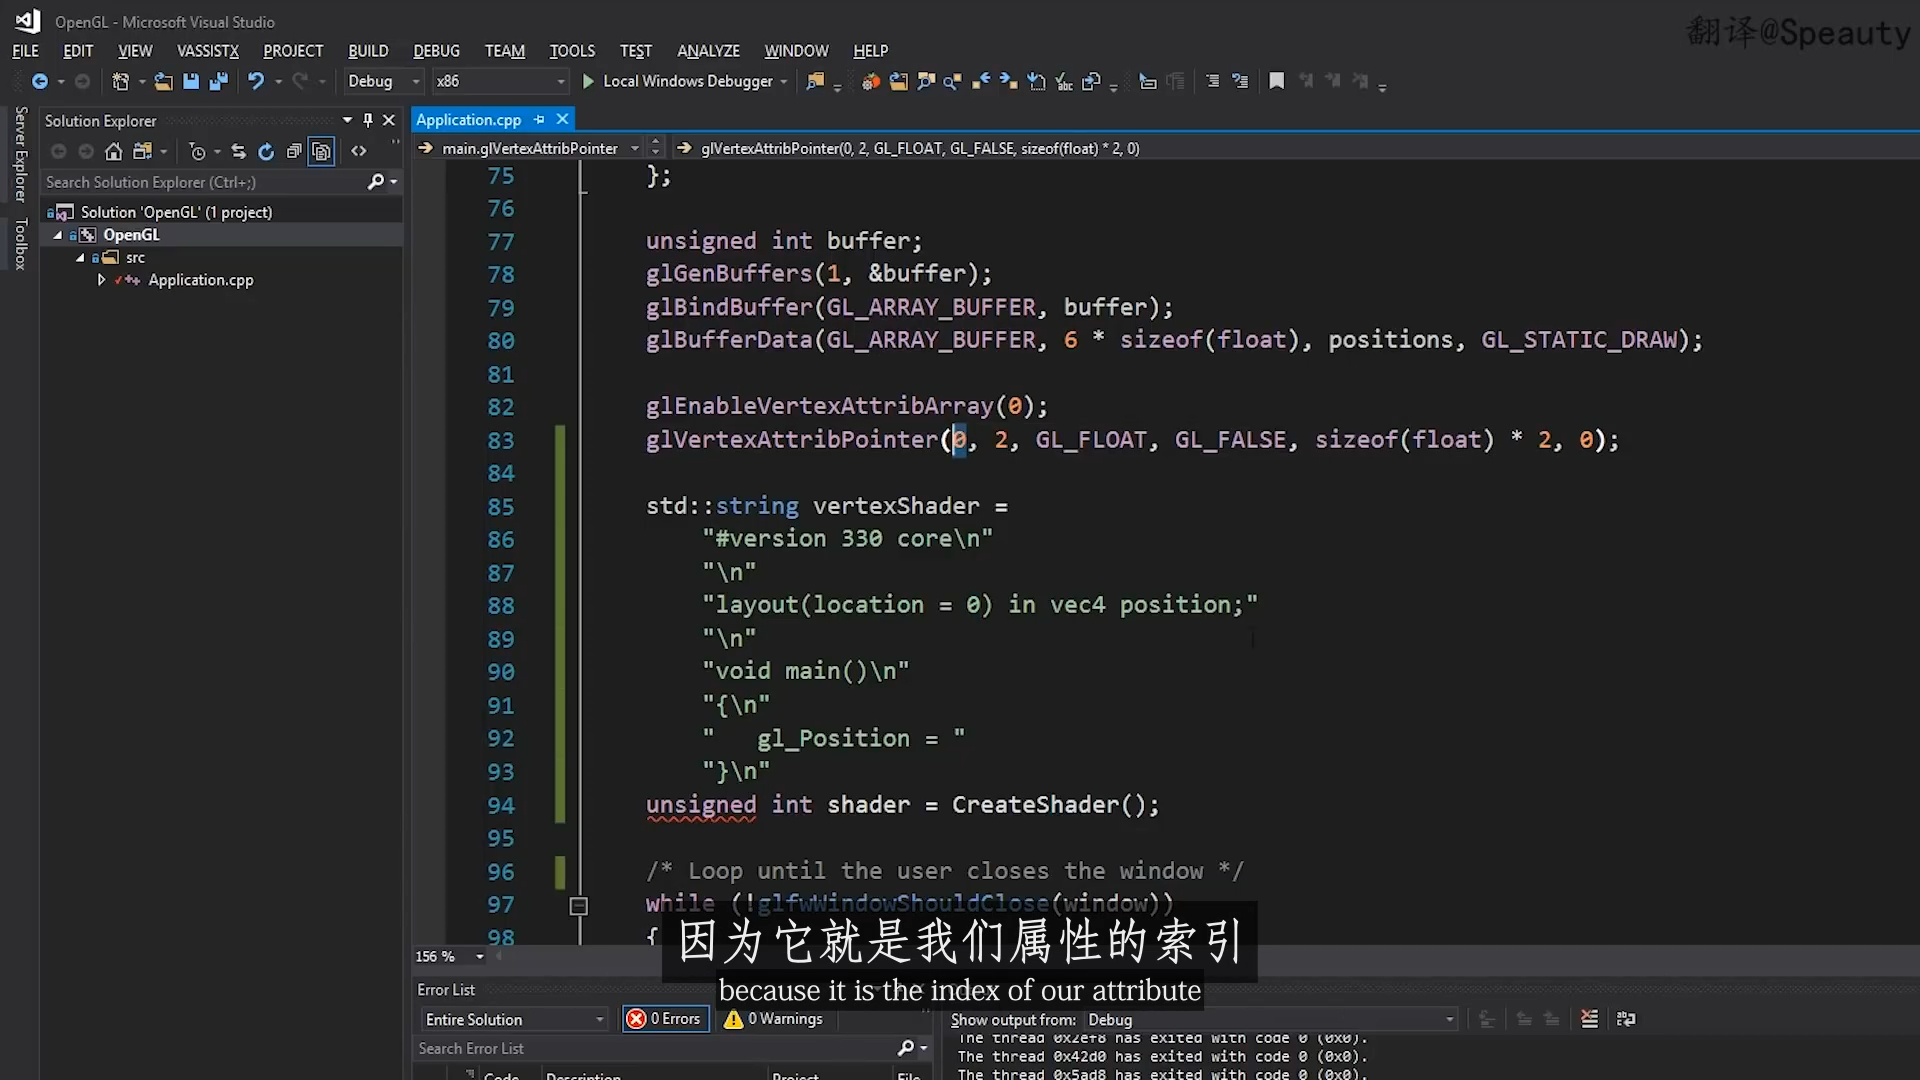 OpenGL - Microsoft Visual Studio
翻译@Speauty
FILE EDIT VIEW VASSISTX PROJECT BUILD DEBUG TEAM TOOLS TEST ANALYZE WINDOW HELP
Debug x86 Local Windows Debugger
Server Explorer
Toolbox
Solution Explorer
Search Solution Explorer (Ctrl+;)
Solution 'OpenGL' (1 project)
OpenGL
src
Application.cpp
Application.cpp
main.glVertexAttribPointer glVertexAttribPointer(0, 2, GL_FLOAT, GL_FALSE, sizeof(float) * 2, 0)
75 };
76
77 unsigned int buffer;
78 glGenBuffers(1, &buffer);
79 glBindBuffer(GL_ARRAY_BUFFER, buffer);
80 glBufferData(GL_ARRAY_BUFFER, 6 * sizeof(float), positions, GL_STATIC_DRAW);
81
82 glEnableVertexAttribArray(0);
83 glVertexAttribPointer(0, 2, GL_FLOAT, GL_FALSE, sizeof(float) * 2, 0);
84
85 std::string vertexShader =
86 "#version 330 core\n"
87 "\n"
88 "layout(location = 0) in vec4 position;"
89 "\n"
90 "void main()\n"
91 "{\n"
92 "   gl_Position = "
93 "}\n"
94 unsigned int shader = CreateShader();
95
96 /* Loop until the user closes the window */
97 while (!glfwWindowShouldClose(window))
98 {
因为它就是我们属性的索引
because it is the index of our attribute
156 %
Error List
Entire Solution 0 Errors 0 Warnings
Search Error List
Code Description Project File
Show output from: Debug
The thread 0x2ef8 has exited with code 0 (0x0).
The thread 0x42d0 has exited with code 0 (0x0).
The thread 0x5ad8 has exited with code 0 (0x0).